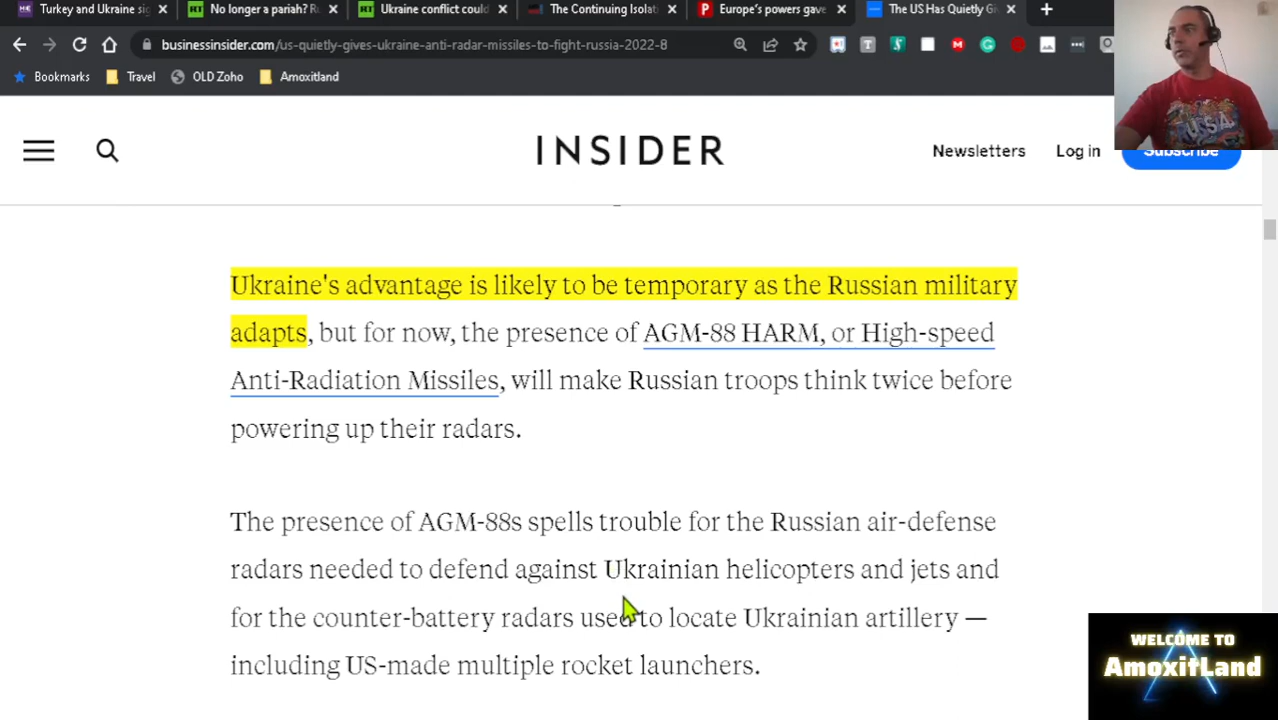 Turkey and Ukraine si
No longer a pariah? R
Ukraine conflict could
The Continuing Isolat
Europe's powers gave
The US Has Quietly Gi
businessinsider.com/us-quietly-gives-ukraine-anti-radar-missiles-to-fight-russia-2022-8
Bookmarks
Travel
OLD Zoho
Amoxitland
INSIDER
Newsletters
Log in
Subscribe
U.S.A.
Ukraine's advantage is likely to be temporary as the Russian military
adapts, but for now, the presence of AGM-88 HARM, or High-speed
Anti-Radiation Missiles, will make Russian troops think twice before
powering up their radars.
The presence of AGM-88s spells trouble for the Russian air-defense
radars needed to defend against Ukrainian helicopters and jets and
for the counter-battery radars used to locate Ukrainian artillery —
including US-made multiple rocket launchers.
WELCOME TO
AmoxitLand